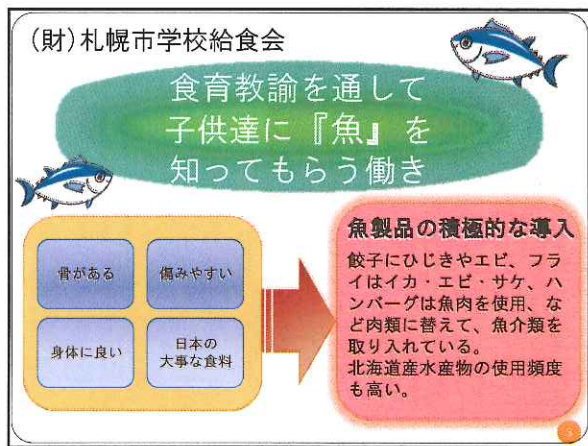 (財)札幌市学校給食会
食育教諭を通して
子供達に『魚』を
知ってもらう働き
骨がある
傷みやすい
身体に良い
日本の
大事な食料
魚製品の積極的な導入
餃子にひじきやエビ、フラ
イはイカ・エビ・サケ、ハ
ンバーグは魚肉を使用、な
ど肉類に替えて、魚介類を
取り入れている。
北海道産水産物の使用頻度
も高い。
5